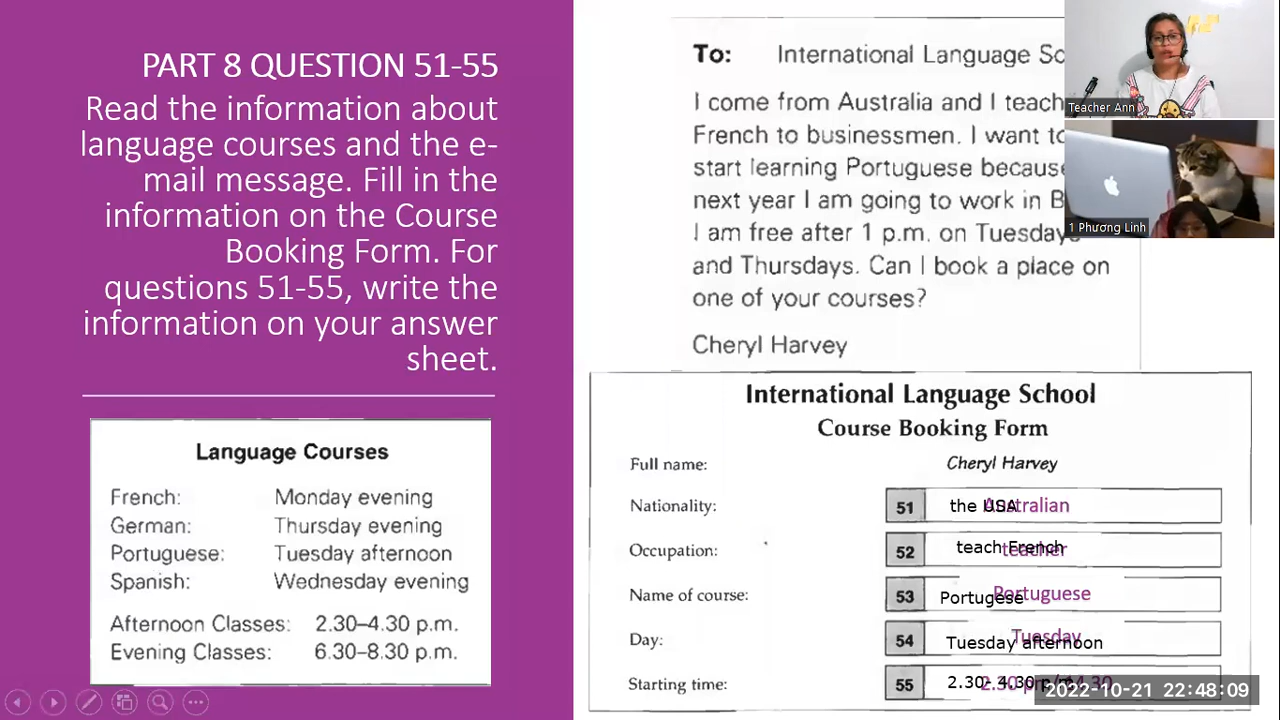 PART 8 QUESTION 51-55
Read the information about
language courses and the e-
mail message. Fill in the
information on the Course
Booking Form. For
questions 51-55, write the
information on your answer
sheet.
Language Courses
French: Monday evening
German: Thursday evening
Portuguese: Tuesday afternoon
Spanish: Wednesday evening
Afternoon Classes: 2.30–4.30 p.m.
Evening Classes: 6.30–8.30 p.m.
To: International Language
I come from Australia and I teach
French to businessmen. I want to
start learning Portuguese because
next year I am going to work in
I am free after 1 p.m. on Tuesdays
and Thursdays. Can I book a place on
one of your courses?
Cheryl Harvey
International Language School
Course Booking Form
Full name: Cheryl Harvey
Nationality: 51 the USA Australian
Occupation: 52 teach French teacher
Name of course: 53 Portugese Portuguese
Day: 54 Tuesday afternoon Tuesday
Starting time: 55 2.30- 4.30
Teacher Ann
1 Phương Linh
2022-10-21 22:48:09